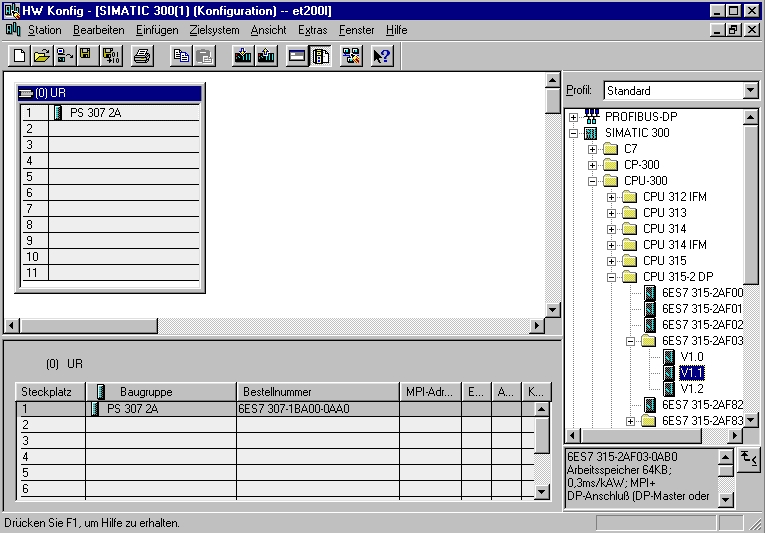 HW Konfig - [SIMATIC 300(1) (Konfiguration) -- et200l]
Station Bearbeiten Einfügen Zielsystem Ansicht Extras Fenster Hilfe
(0) UR
1 PS 307 2A
2
3
4
5
6
7
8
9
10
11
Profil: Standard
PROFIBUS-DP
SIMATIC 300
C7
CP-300
CPU-300
CPU 312 IFM
CPU 313
CPU 314
CPU 314 IFM
CPU 315
CPU 315-2 DP
6ES7 315-2AF00
6ES7 315-2AF01
6ES7 315-2AF02
6ES7 315-2AF03
V1.0
V1.1
V1.2
6ES7 315-2AF82
6ES7 315-2AF83
(0) UR
Steckplatz Baugruppe Bestellnummer MPI-Adr... E... A... K...
1 PS 307 2A 6ES7 307-1BA00-0AA0
2
3
4
5
6
6ES7 315-2AF03-0AB0
Arbeitsspeicher 64KB;
0,3ms/kAW; MPI+
DP-Anschluß (DP-Master oder
Drücken Sie F1, um Hilfe zu erhalten.